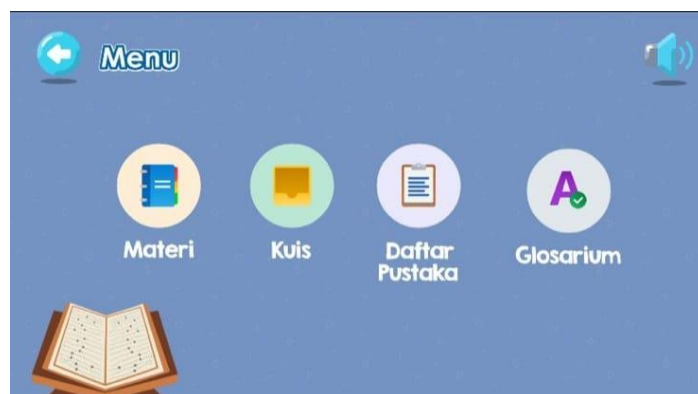 Menu
Materi
Kuis
Daftar
Pustaka
Glosarium
A